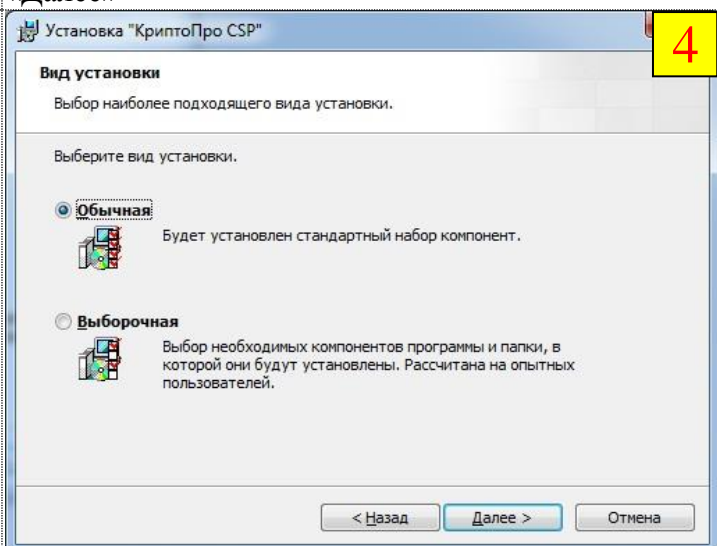 Установка "КриптоПро CSP"
4
Вид установки
Выбор наиболее подходящего вида установки.
Выберите вид установки.
Обычная
Будет установлен стандартный набор компонент.
Выборочная
Выбор необходимых компонентов программы и папки, в
которой они будут установлены. Рассчитана на опытных
пользователей.
< Назад
Далее >
Отмена